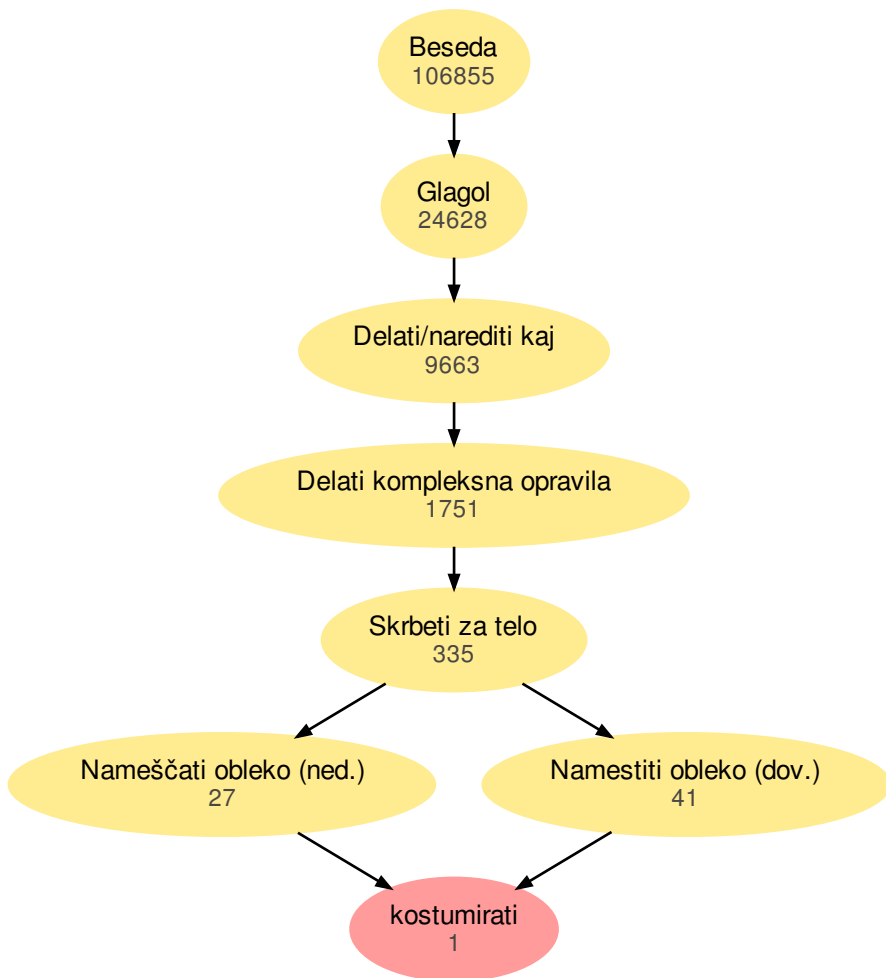 Beseda
106855
Glagol
24628
Delati/narediti kaj
9663
Delati kompleksna opravila
1751
Skrbeti za telo
335
Nameščati obleko (ned.)
27
Namestiti obleko (dov.)
41
kostumirati
1